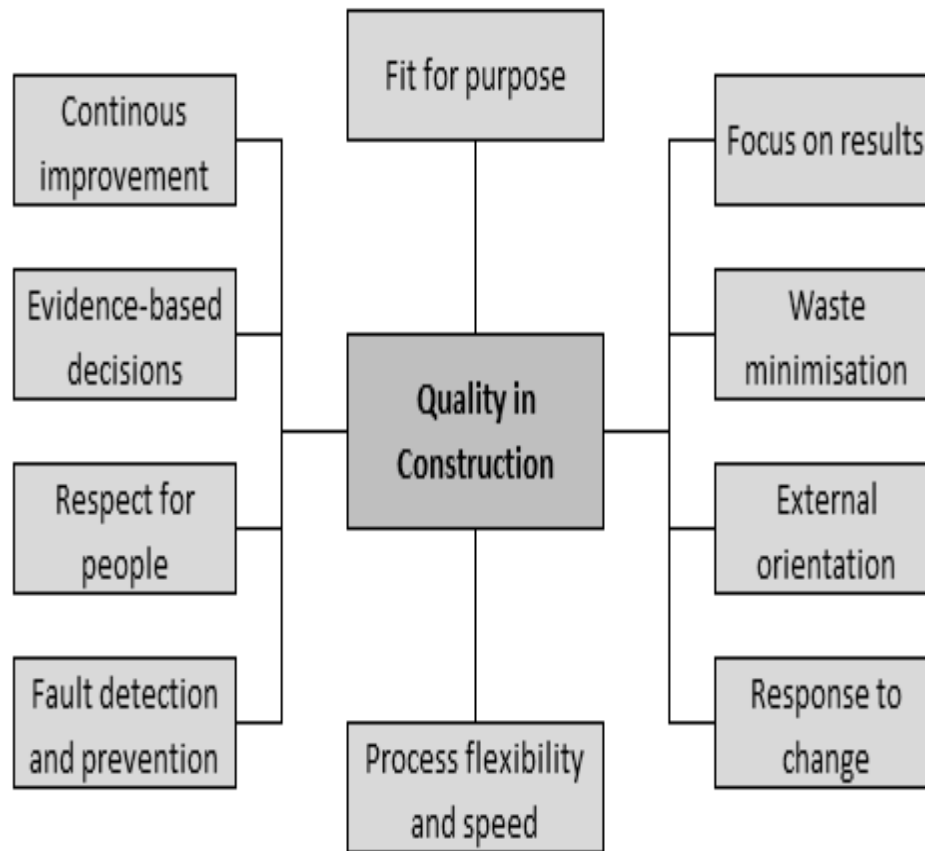 Fit for purpose
Continous
improvement
Focus on results
Evidence-based
decisions
Waste
minimisation
Quality in
Construction
Respect for
people
External
orientation
Fault detection
and prevention
Process flexibility
and speed
Response to
change